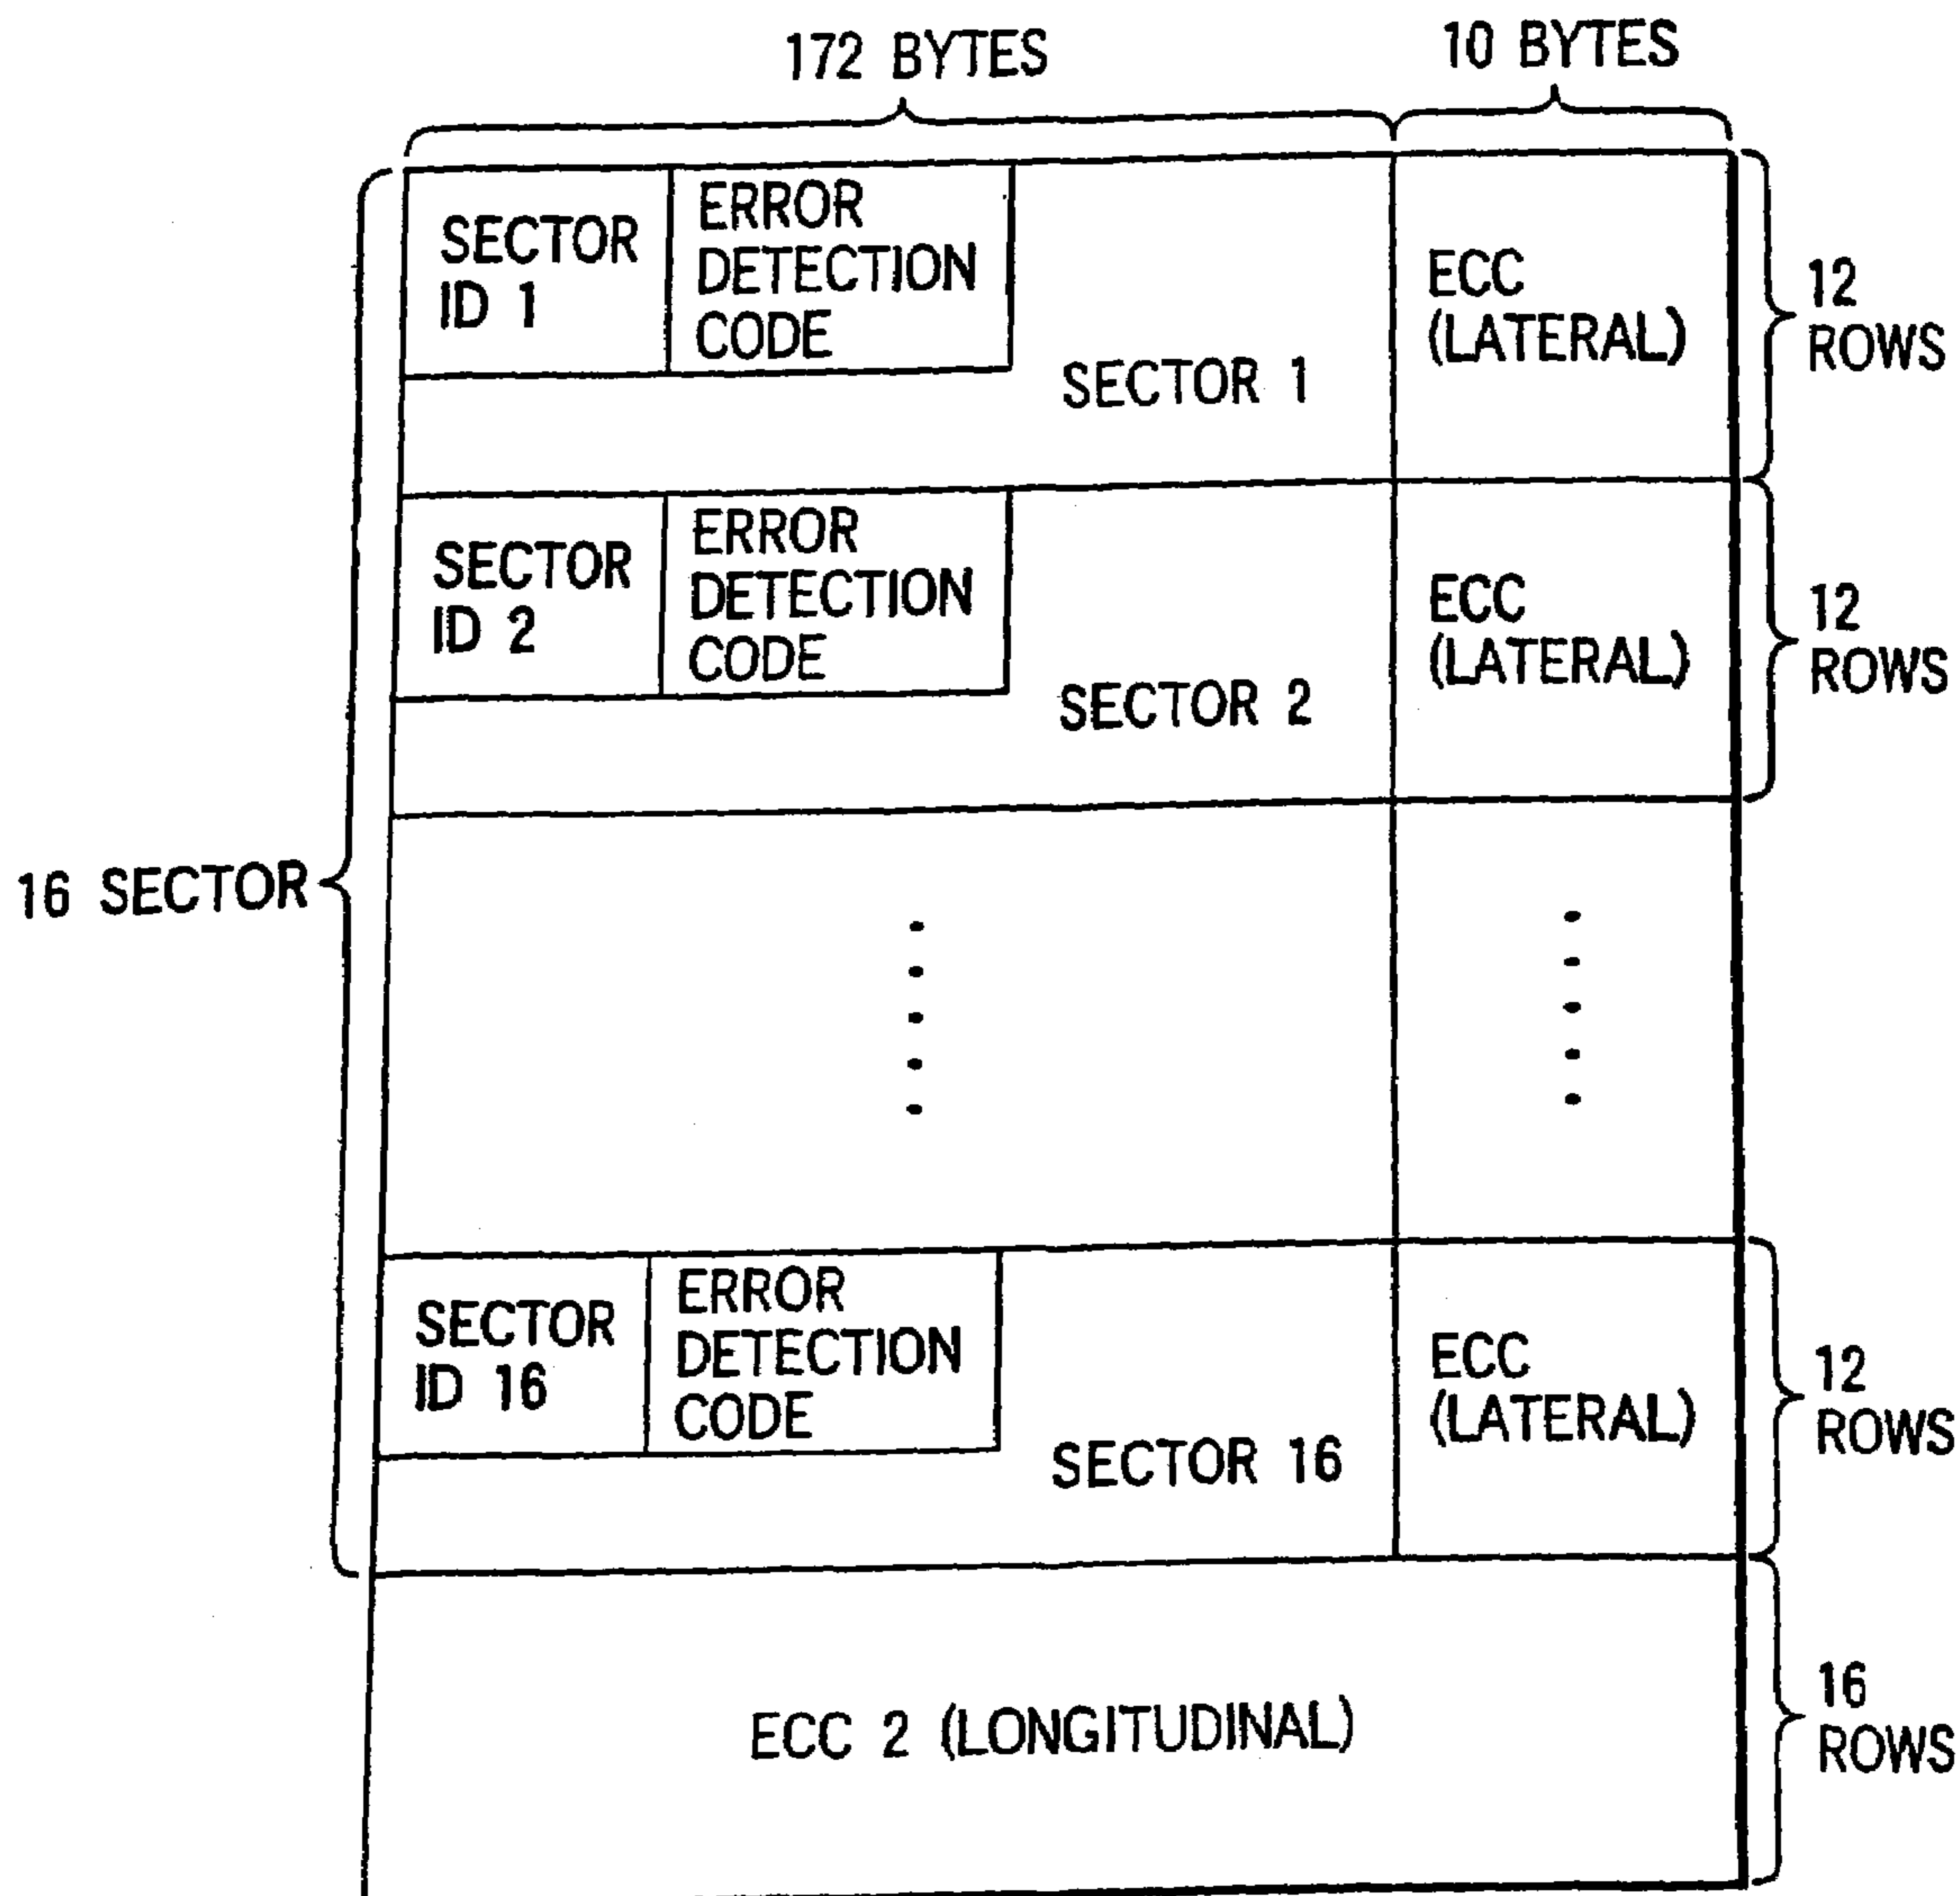 172 BYTES
10 BYTES
SECTOR
ID 1
ERROR
DETECTION
CODE
SECTOR 1
ECC
(LATERAL)
12
ROWS
SECTOR
ID 2
ERROR
DETECTION
CODE
SECTOR 2
ECC
(LATERAL)
12
ROWS
16 SECTOR
SECTOR
ID 16
ERROR
DETECTION
CODE
SECTOR 16
ECC
(LATERAL)
12
ROWS
ECC 2 (LONGITUDINAL)
16
ROWS